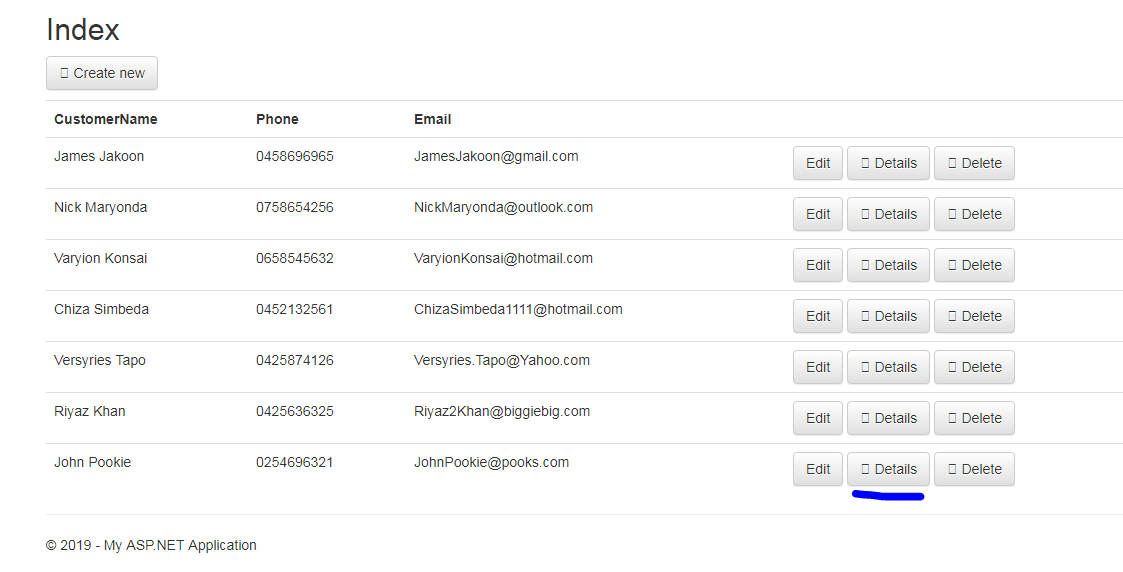 Index
Create new
CustomerName Phone Email
James Jakoon 0458696965 JamesJakoon@gmail.com Edit Details Delete
Nick Maryonda 0758654256 NickMaryonda@outlook.com Edit Details Delete
Varyion Konsai 0658545632 VaryionKonsai@hotmail.com Edit Details Delete
Chiza Simbeda 0452132561 ChizaSimbeda1111@hotmail.com Edit Details Delete
Versyries Tapo 0425874126 Versyries.Tapo@Yahoo.com Edit Details Delete
Riyaz Khan 0425636325 Riyaz2Khan@biggiebig.com Edit Details Delete
John Pookie 0254696321 JohnPookie@pooks.com Edit Details Delete
© 2019 - My ASP.NET Application